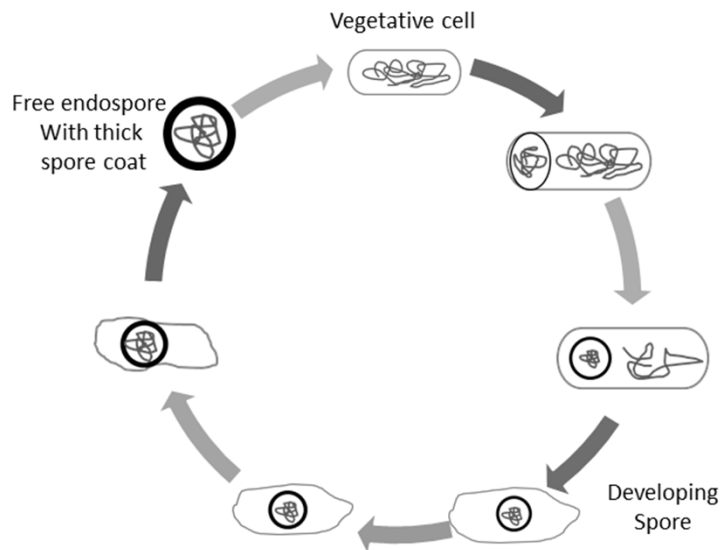 Vegetative cell
Free endospore
With thick
spore coat
Developing
Spore